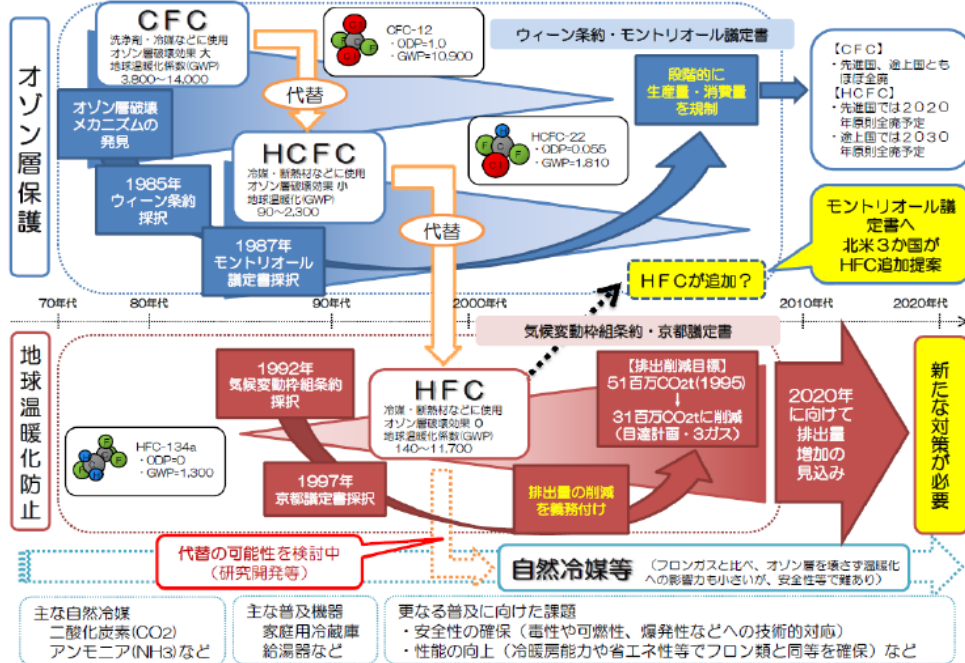 オゾン層保護
CFC
洗浄剤・冷媒などに使用
オゾン層破壊効果 大
地球温暖化係数(GWP)
3,800～14,000
代替
CFC-12
・ODP=1.0
・GWP=10,900
Cl
F
C
F
Cl
ウィーン条約・モントリオール議定書
段階的に
生産量・消費量
を規制
【CFC】
・先進国、途上国とも
ほぼ全廃
【HCFC】
・先進国では2020
年原則全廃予定
・途上国では2030
年原則全廃予定
オゾン層破壊
メカニズムの
発見
HCFC
冷媒・断熱材などに使用
オゾン層破壊効果 小
地球温暖化(GWP)
90～2,300
H
F
C
F
Cl
HCFC-22
・ODP=0.055
・GWP=1,810
1985年
ウィーン条約
採択
代替
1987年
モントリオール
議定書採択
モントリオール議
定書へ
北米3か国が
HFC追加提案
HFCが追加？
70年代
80年代
90年代
2000年代
2010年代
2020年代
地球温暖化防止
気候変動枠組条約・京都議定書
1992年
気候変動枠組条約
採択
HFC
冷媒・断熱材などに使用
オゾン層破壊効果 0
地球温暖化係数(GWP)
140～11,700
【排出削減目標】
51百万CO2t(1995)
↓
31百万CO2tに削減
(目達計画・3ガス)
2020年
に向けて
排出量
増加の
見込み
新たな対策が必要
HFC-134a
・ODP=0
・GWP=1,300
1997年
京都議定書採択
排出量の削減
を義務付け
代替の可能性を検討中
（研究開発等）
自然冷媒等
（フロンガスと比べ、オゾン層を壊さず温暖化
への影響力も小さいが、安全性等で難あり）
主な自然冷媒
二酸化炭素(CO2)
アンモニア(NH3)など
主な普及機器
家庭用冷蔵庫
給湯器など
更なる普及に向けた課題
・安全性の確保（毒性や可燃性、爆発性などへの技術的対応）
・性能の向上（冷暖房能力や省エネ性等でフロン類と同等を確保）など